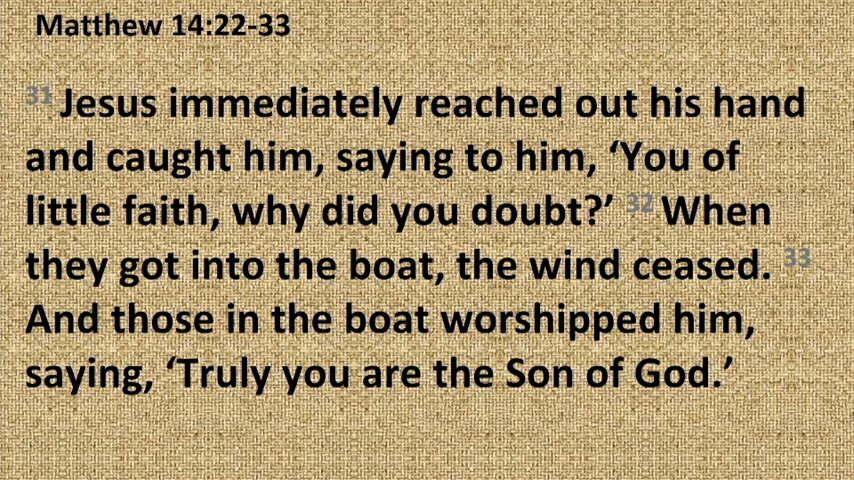 Matthew 14:22-33
31 Jesus immediately reached out his hand
and caught him, saying to him, ‘You of
little faith, why did you doubt?’ 32 When
they got into the boat, the wind ceased. 33
And those in the boat worshipped him,
saying, ‘Truly you are the Son of God.’